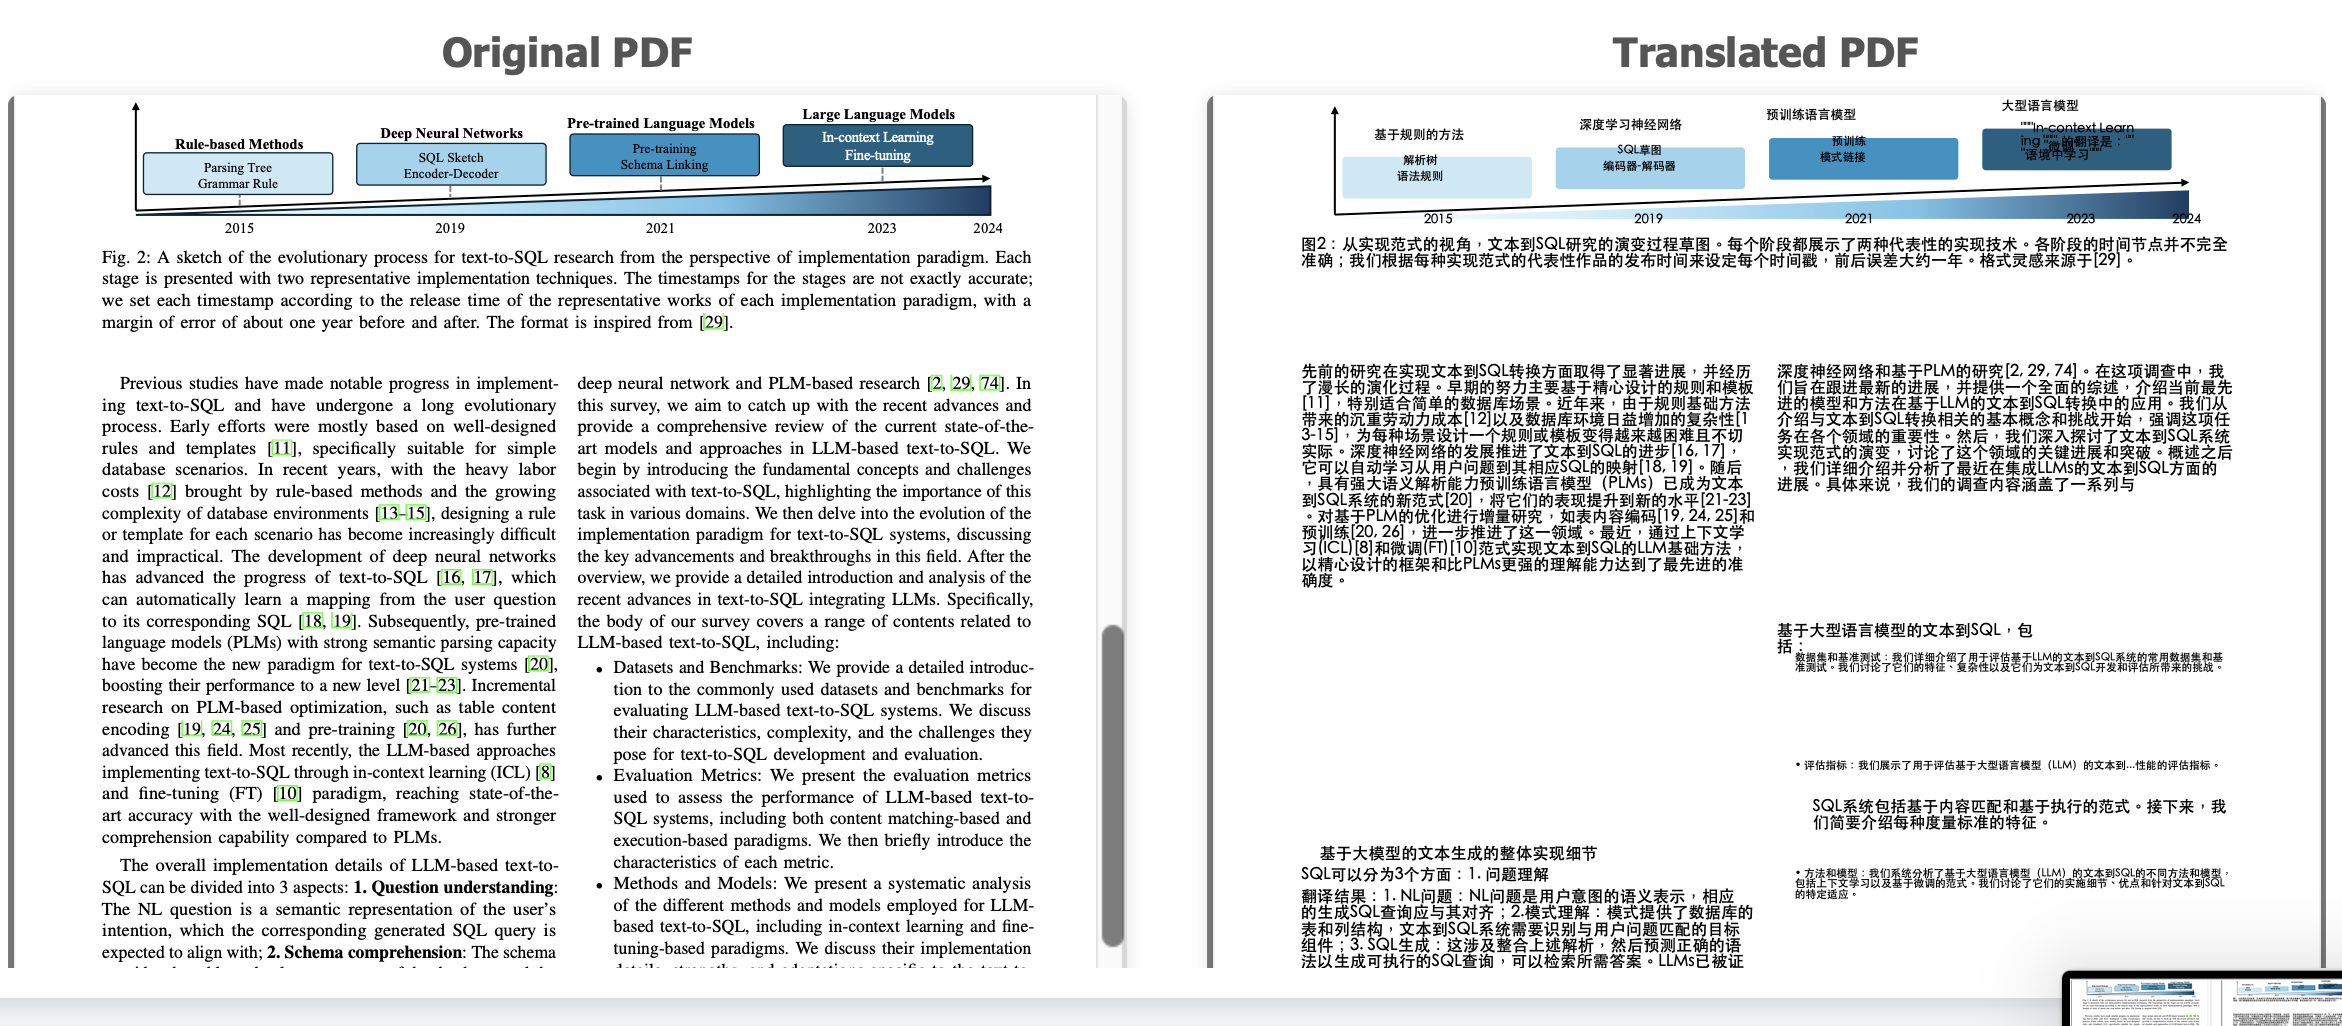 Original PDF
Large Language Models
Pre-trained Language Models
Deep Neural Networks
Rule-based Methods
In-context Learning
Fine-tuning
Pre-training
Schema Linking
SQL Sketch
Encoder-Decoder
Parsing Tree
Grammar Rule
2015
2019
2021
2023
2024
Fig. 2: A sketch of the evolutionary process for text-to-SQL research from the perspective of implementation paradigm. Each
stage is presented with two representative implementation techniques. The timestamps for the stages are not exactly accurate;
we set each timestamp according to the release time of the representative works of each implementation paradigm, with a
margin of error of about one year before and after. The format is inspired from [29].
Previous studies have made notable progress in implement-
ing text-to-SQL and have undergone a long evolutionary
process. Early efforts were mostly based on well-designed
rules and templates [11], specifically suitable for simple
database scenarios. In recent years, with the heavy labor
costs [12] brought by rule-based methods and the growing
complexity of database environments [13–15], designing a rule
or template for each scenario has become increasingly difficult
and impractical. The development of deep neural networks
has advanced the progress of text-to-SQL [16, 17], which
can automatically learn a mapping from the user question
to its corresponding SQL [18, 19]. Subsequently, pre-trained
language models (PLMs) with strong semantic parsing capacity
have become the new paradigm for text-to-SQL systems [20],
boosting their performance to a new level [21–23]. Incremental
research on PLM-based optimization, such as table content
encoding [19, 24, 25] and pre-training [20, 26], has further
advanced this field. Most recently, the LLM-based approaches
implementing text-to-SQL through in-context learning (ICL) [8]
and fine-tuning (FT) [10] paradigm, reaching state-of-the-
art accuracy with the well-designed framework and stronger
comprehension capability compared to PLMs.
The overall implementation details of LLM-based text-to-
SQL can be divided into 3 aspects: 1. Question understanding:
The NL question is a semantic representation of the user's
intention, which the corresponding generated SQL query is
expected to align with; 2. Schema comprehension: The schema
deep neural network and PLM-based research [2, 29, 74]. In
this survey, we aim to catch up with the recent advances and
provide a comprehensive review of the current state-of-the-
art models and approaches in LLM-based text-to-SQL. We
begin by introducing the fundamental concepts and challenges
associated with text-to-SQL, highlighting the importance of this
task in various domains. We then delve into the evolution of the
implementation paradigm for text-to-SQL systems, discussing
the key advancements and breakthroughs in this field. After the
overview, we provide a detailed introduction and analysis of the
recent advances in text-to-SQL integrating LLMs. Specifically,
the body of our survey covers a range of contents related to
LLM-based text-to-SQL, including:
• Datasets and Benchmarks: We provide a detailed introduc-
tion to the commonly used datasets and benchmarks for
evaluating LLM-based text-to-SQL systems. We discuss
their characteristics, complexity, and the challenges they
pose for text-to-SQL development and evaluation.
• Evaluation Metrics: We present the evaluation metrics
used to assess the performance of LLM-based text-to-
SQL systems, including both content matching-based and
execution-based paradigms. We then briefly introduce the
characteristics of each metric.
• Methods and Models: We present a systematic analysis
of the different methods and models employed for LLM-
based text-to-SQL, including in-context learning and fine-
tuning-based paradigms. We discuss their implementation
Translated PDF
大型语言模型
预训练语言模型
深度学习神经网络
基于规则的方法
"""In-context Learn
ing""" 的翻译是："
"语境中学习"""
微调
预训练
模式链接
SQL草图
编码器-解码器
解析树
语法规则
2015
2019
2021
2023
2024
图2：从实现范式的视角，文本到SQL研究的演变过程草图。每个阶段都展示了两种代表性的实现技术。各阶段的时间节点并不完全
准确；我们根据每种实现范式的代表性作品的发布时间来设定每个时间戳，前后误差大约一年。格式灵感来源于[29]。
先前的研究在实现文本到SQL转换方面取得了显著进展，并经历
了漫长的演化过程。早期的努力主要基于精心设计的规则和模板
[11]，特别适合简单的数据库场景。近年来，由于规则基础方法
带来的沉重劳动力成本[12]以及数据库环境日益增加的复杂性[1
3-15]，为每种场景设计一个规则或模板变得越来越困难且不切
实际。深度神经网络的发展推进了文本到SQL的进步[16, 17]，
它可以自动学习从用户问题到其相应SQL的映射[18, 19]。随后
，具有强大语义解析能力预训练语言模型（PLMs）已成为文本
到SQL系统的新范式[20]，将它们的表现提升到新的水平[21-23]
。对基于PLM的优化进行增量研究，如表内容编码[19, 24, 25]和
预训练[20, 26]，进一步推进了这一领域。最近，通过上下文学
习(ICL)[8]和微调(FT)[10]范式实现文本到SQL的LLM基础方法，
以精心设计的框架和比PLMs更强的理解能力达到了最先进的准
确度。
基于大模型的文本生成的整体实现细节
SQL可以分为3个方面：1. 问题理解
翻译结果：1. NL问题：NL问题是用户意图的语义表示，相应
的生成SQL查询应与其对齐；2.模式理解：模式提供了数据库的
表和列结构，文本到SQL系统需要识别与用户问题匹配的目标
组件；3. SQL生成：这涉及整合上述解析，然后预测正确的语
法以生成可执行的SQL查询，可以检索所需答案。LLMs已被证
深度神经网络和基于PLM的研究[2, 29, 74]。在这项调查中，我
们旨在跟进最新的进展，并提供一个全面的综述，介绍当前最先
进的模型和方法在基于LLM的文本到SQL转换中的应用。我们从
介绍与文本到SQL转换相关的基本概念和挑战开始，强调这项任
务在各个领域的重要性。然后，我们深入探讨了文本到SQL系统
实现范式的演变，讨论了这个领域的关键进展和突破。概述之后
，我们详细介绍并分析了最近在集成LLMs的文本到SQL方面的
进展。具体来说，我们的调查内容涵盖了一系列与
基于大型语言模型的文本到SQL，包
括：
数据集和基准测试：我们详细介绍了用于评估基于LLM的文本到SQL系统的常用数据集和基
准测试。我们讨论了它们的特征、复杂性以及它们为文本到SQL开发和评估所带来的挑战。
• 评估指标：我们展示了用于评估基于大型语言模型（LLM）的文本到...性能的评估指标。
SQL系统包括基于内容匹配和基于执行的范式。接下来，我
们简要介绍每种度量标准的特征。
• 方法和模型：我们系统分析了基于大型语言模型（LLM）的文本到SQL的不同方法和模型，
包括上下文学习以及基于微调的范式。我们讨论了它们的实施细节、优点和针对文本到SQL
的特定适应。